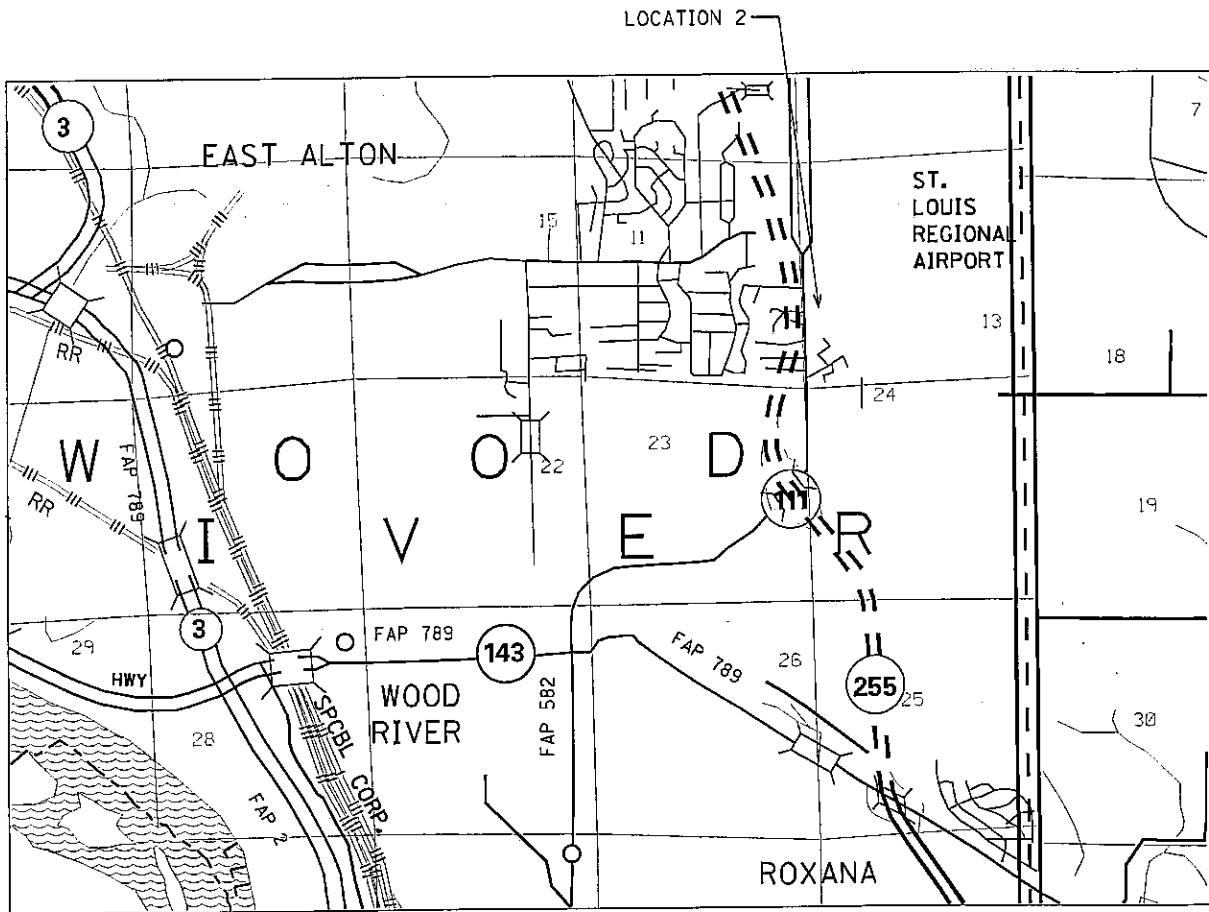 LOCATION 2
3
EAST ALTON
7
ST.
LOUIS
REGIONAL
AIRPORT
15
11
13
RR
18
24
W O O D
FAP 789
23
22
RR
19
I V E R
3
FAP 789
143
29
HWY
FAP 789
26
255
25
WOOD
RIVER
FAP 582
30
28
SPCBL CORP.
FAP 2
ROXANA